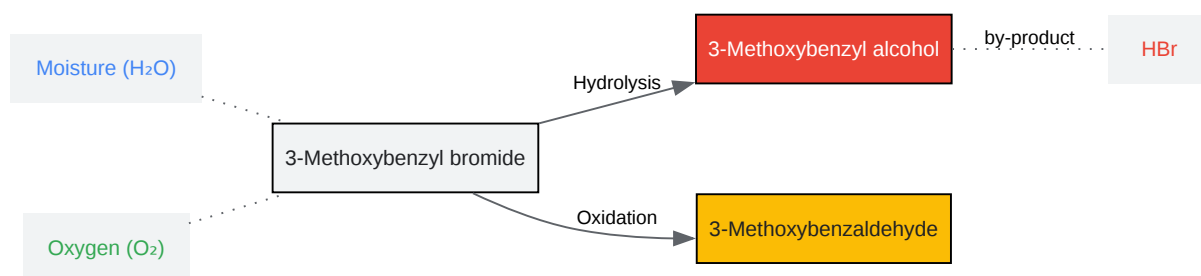 Moisture (H₂O)
Oxygen (O₂)
3-Methoxybenzyl bromide
Hydrolysis
Oxidation
3-Methoxybenzyl alcohol
3-Methoxybenzaldehyde
by-product
HBr